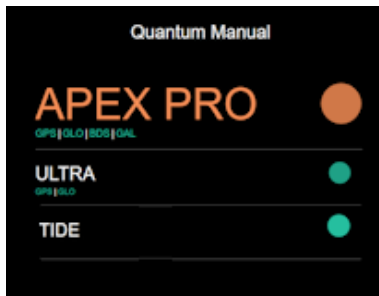 Quantum Manual
APEX PRO
GPS|GLO|BDS|GAL
ULTRA
GPS|GLO
TIDE